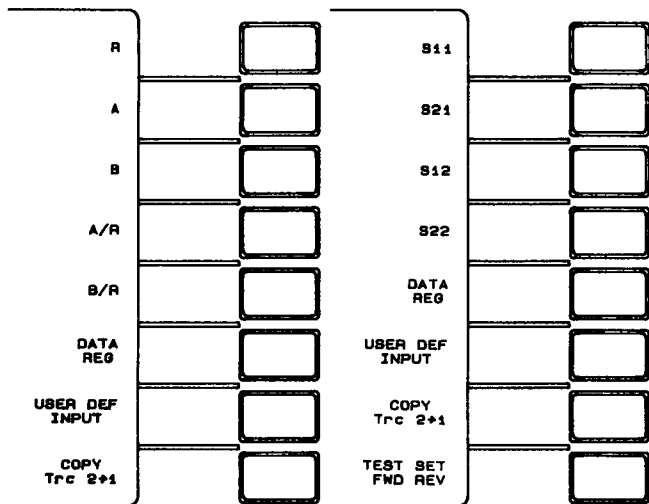 R
A
B
A/R
B/R
DATA
REG
USER DEF
INPUT
COPY
Trc 2→1
S11
S21
S12
S22
DATA
REG
USER DEF
INPUT
COPY
Trc 2→1
TEST SET
FWD REV